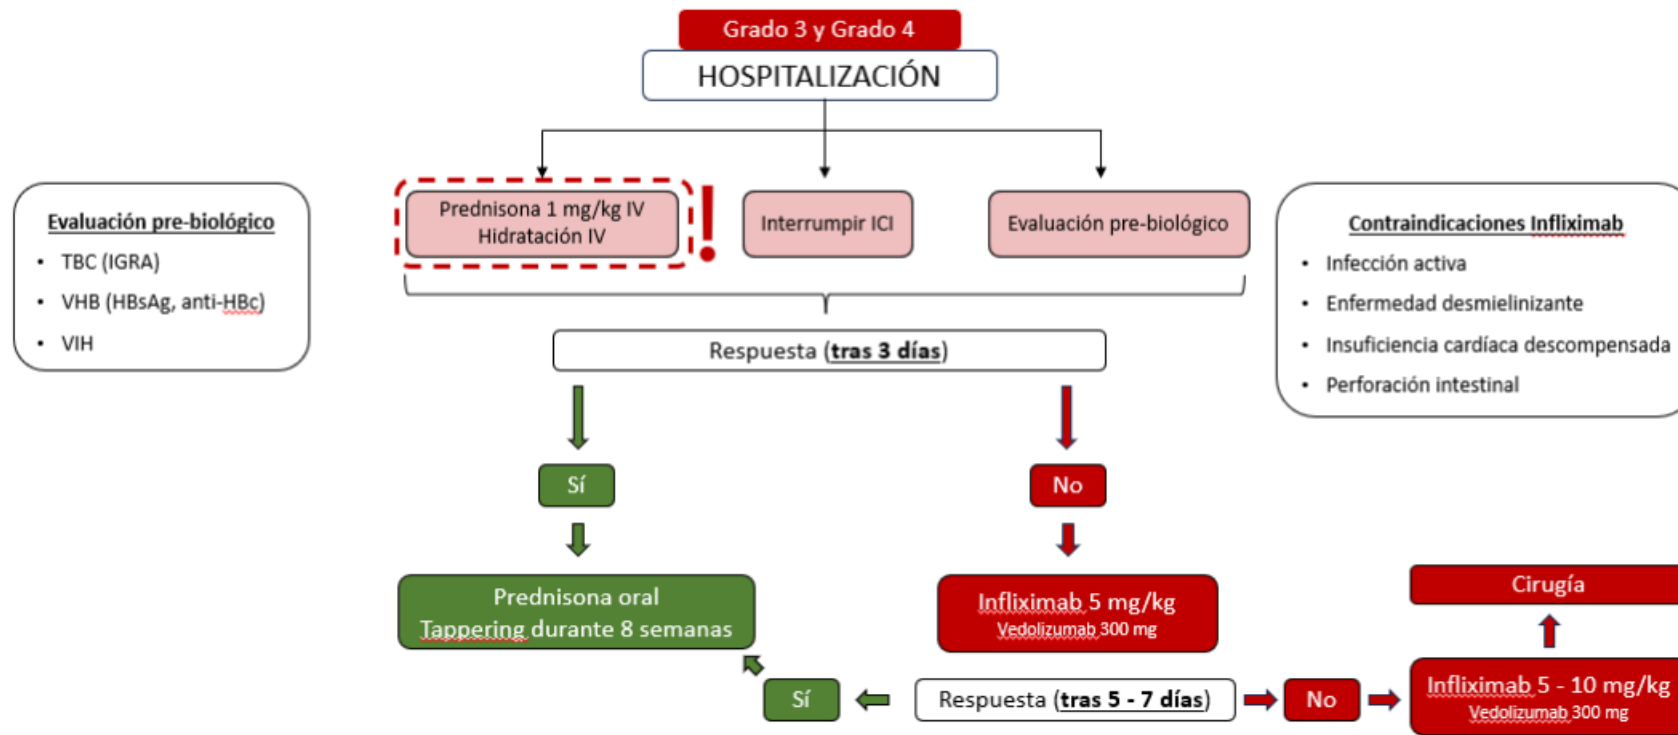 Grado 3 y Grado 4
HOSPITALIZACIÓN
Evaluación pre-biológico
• TBC (IGRA)
• VHB (HBsAg, anti-HBc)
• VIH
Prednisona 1 mg/kg IV
Hidratación IV
!
Interrumpir ICI
Evaluación pre-biológico
Contraindicaciones Infliximab
• Infección activa
• Enfermedad desmielinizante
• Insuficiencia cardíaca descompensada
• Perforación intestinal
Respuesta (tras 3 días)
Sí
No
Prednisona oral
Tappering durante 8 semanas
Infliximab 5 mg/kg
Vedolizumab 300 mg
Cirugía
Sí
Respuesta (tras 5 - 7 días)
No
Infliximab 5 - 10 mg/kg
Vedolizumab 300 mg